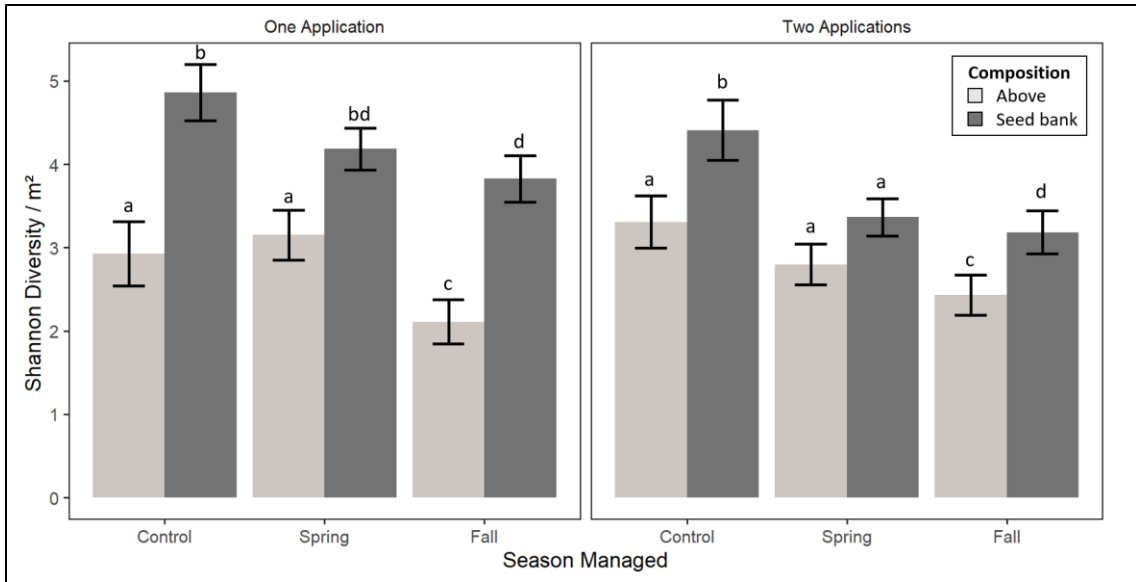 One Application
Two Applications
Shannon Diversity / m²
5
4
3
2
1
0
b
a
a
bd
c
d
b
a
a
a
c
d
Composition
Above
Seed bank
Control
Spring
Fall
Control
Spring
Fall
Season Managed